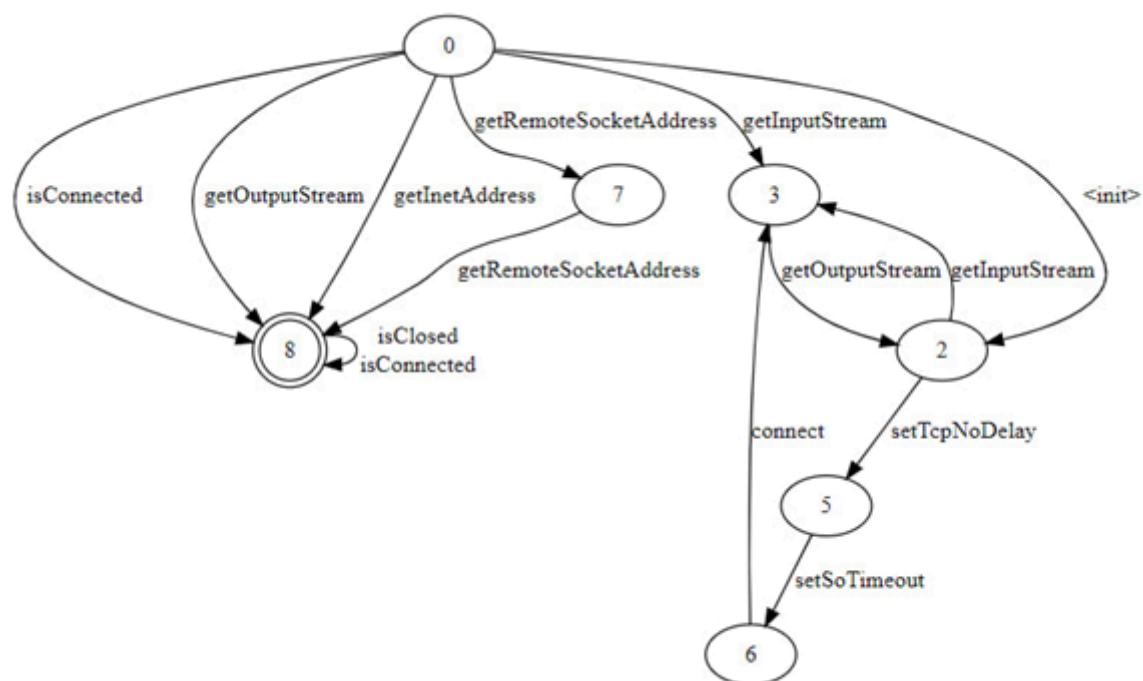 0
getRemoteSocketAddress
getInputStream
isConnected
getOutputStream
getInetAddress
7
3
<init>
getRemoteSocketAddress
getOutputStream
getInputStream
8
isClosed
isConnected
2
connect
setTcpNoDelay
5
setSoTimeout
6